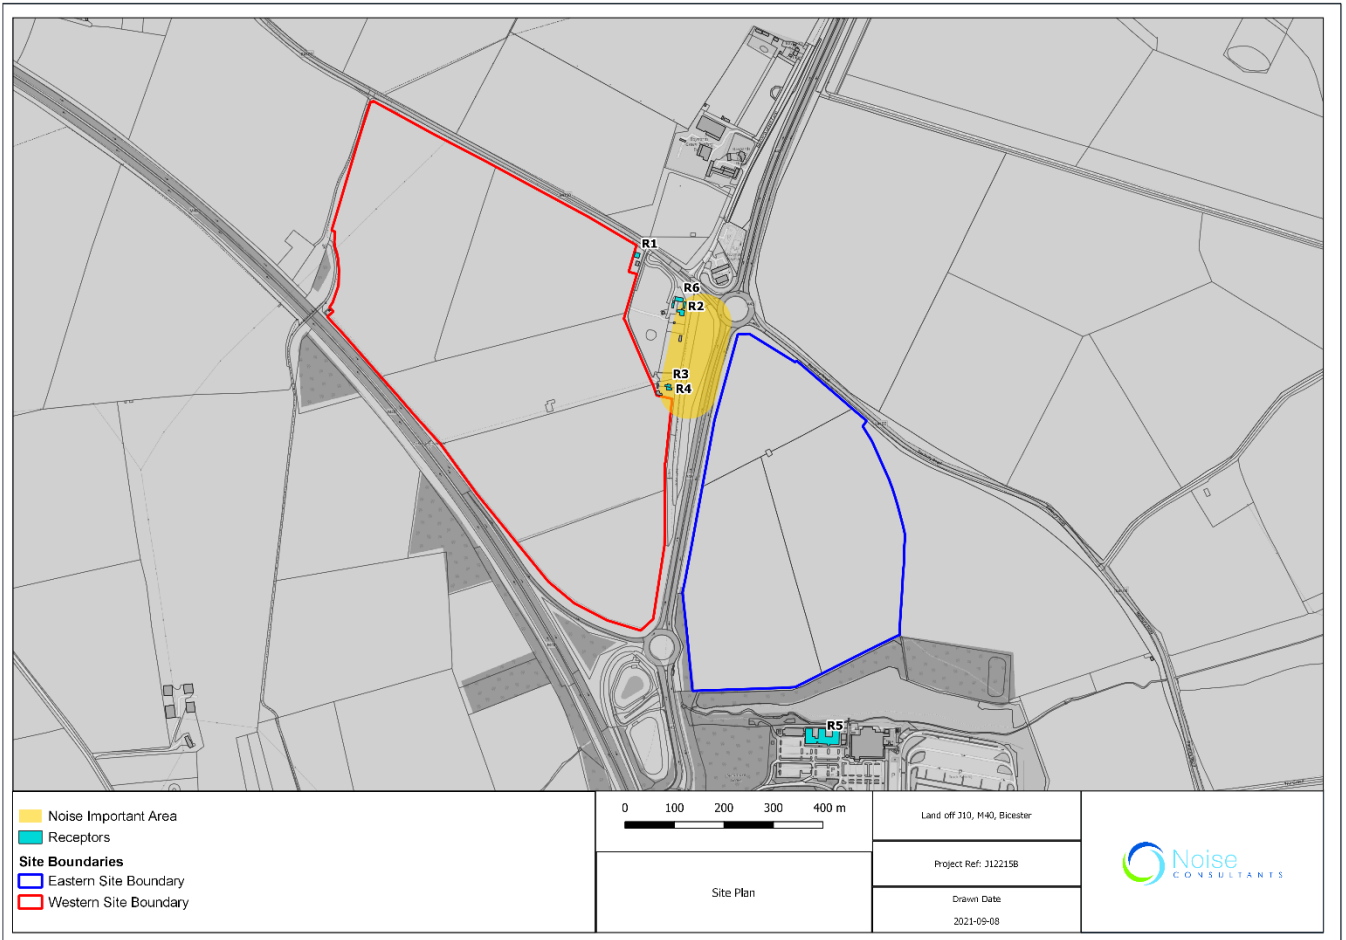 R1
R6
R2
R3
R4
R5
Noise Important Area
Receptors
Site Boundaries
Eastern Site Boundary
Western Site Boundary
0 100 200 300 400 m
Site Plan
Land off J10, M40, Bicester
Project Ref: J12215B
Drawn Date
2021-09-08
Noise
CONSULTANTS